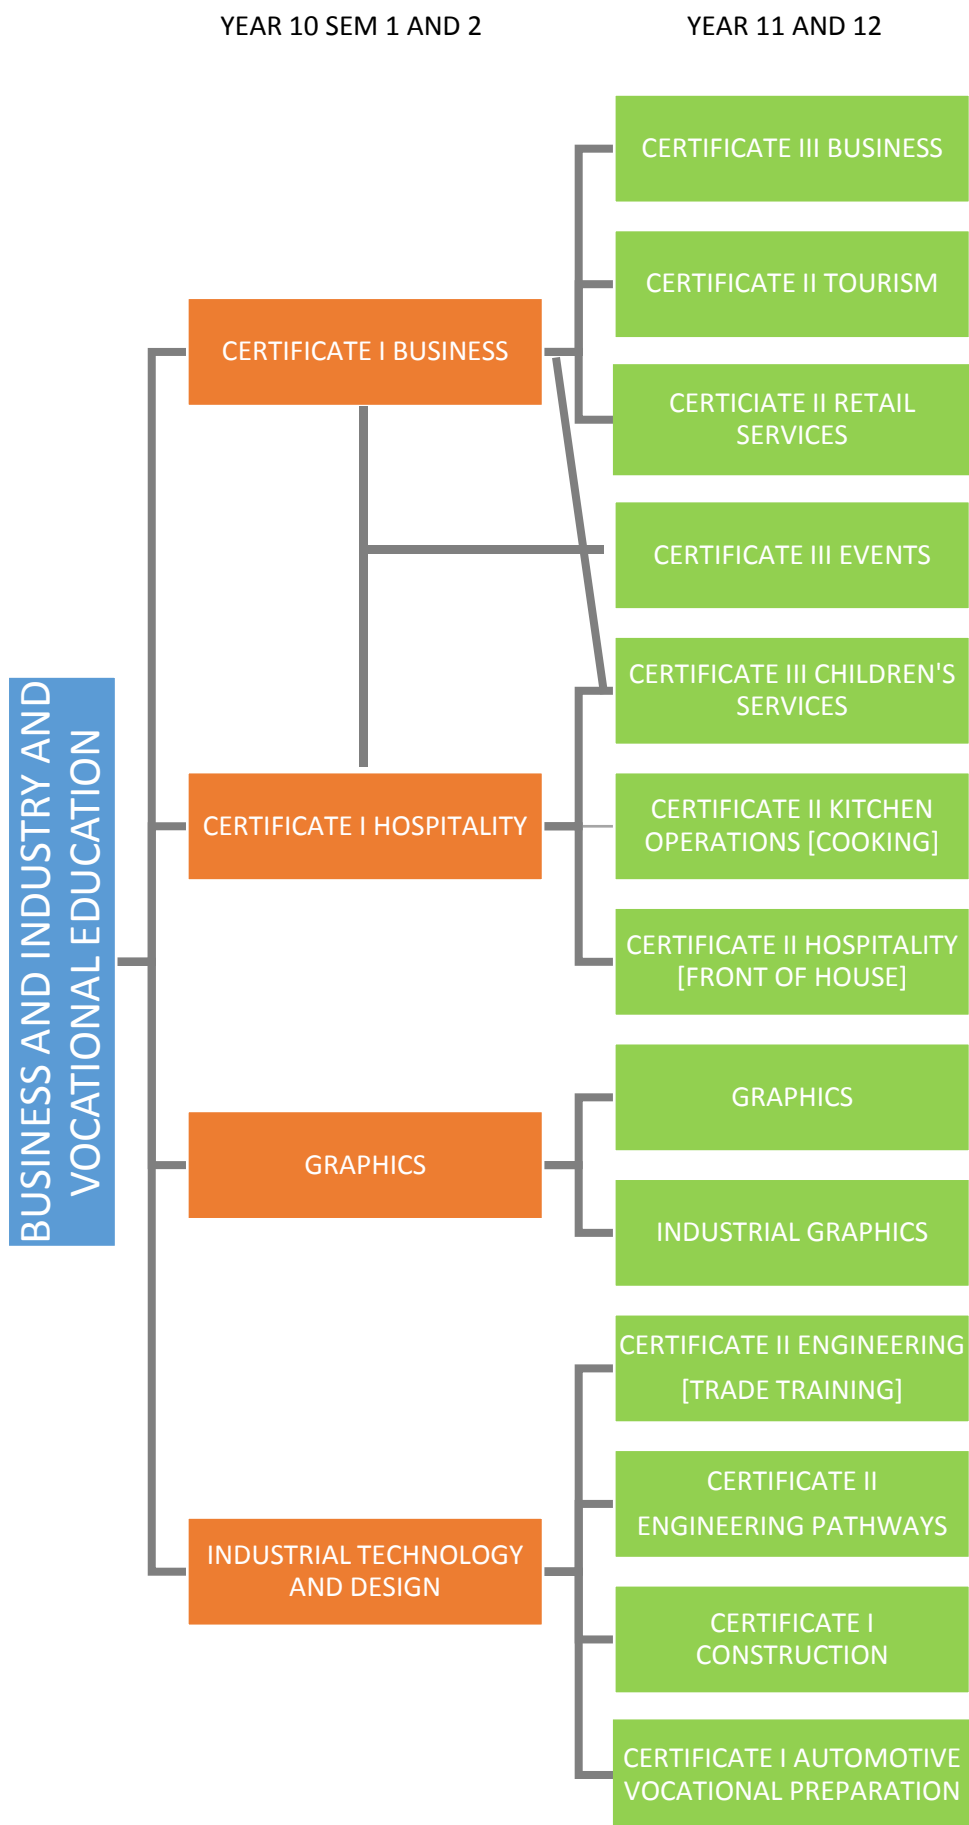 YEAR 10 SEM 1 AND 2
YEAR 11 AND 12
BUSINESS AND INDUSTRY AND
VOCATIONAL EDUCATION
CERTIFICATE I BUSINESS
CERTIFICATE III BUSINESS
CERTIFICATE II TOURISM
CERTICIATE II RETAIL
SERVICES
CERTIFICATE III EVENTS
CERTIFICATE III CHILDREN'S
SERVICES
CERTIFICATE I HOSPITALITY
CERTIFICATE II KITCHEN
OPERATIONS [COOKING]
CERTIFICATE II HOSPITALITY
[FRONT OF HOUSE]
GRAPHICS
GRAPHICS
INDUSTRIAL GRAPHICS
INDUSTRIAL TECHNOLOGY
AND DESIGN
CERTIFICATE II ENGINEERING
[TRADE TRAINING]
CERTIFICATE II
ENGINEERING PATHWAYS
CERTIFICATE I
CONSTRUCTION
CERTIFICATE I AUTOMOTIVE
VOCATIONAL PREPARATION